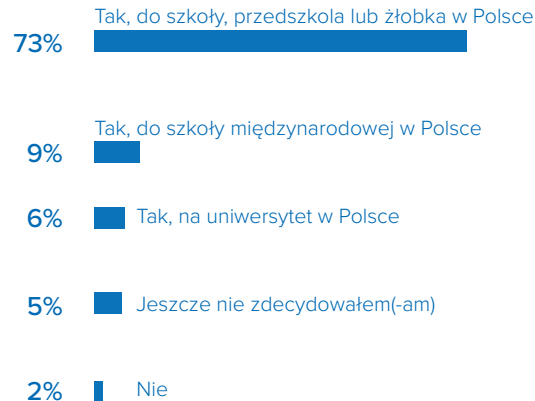 Tak, do szkoły, przedszkola lub żłobka w Polsce
73%
Tak, do szkoły międzynarodowej w Polsce
9%
6% Tak, na uniwersytet w Polsce
5% Jeszcze nie zdecydowałem(-am)
2% Nie